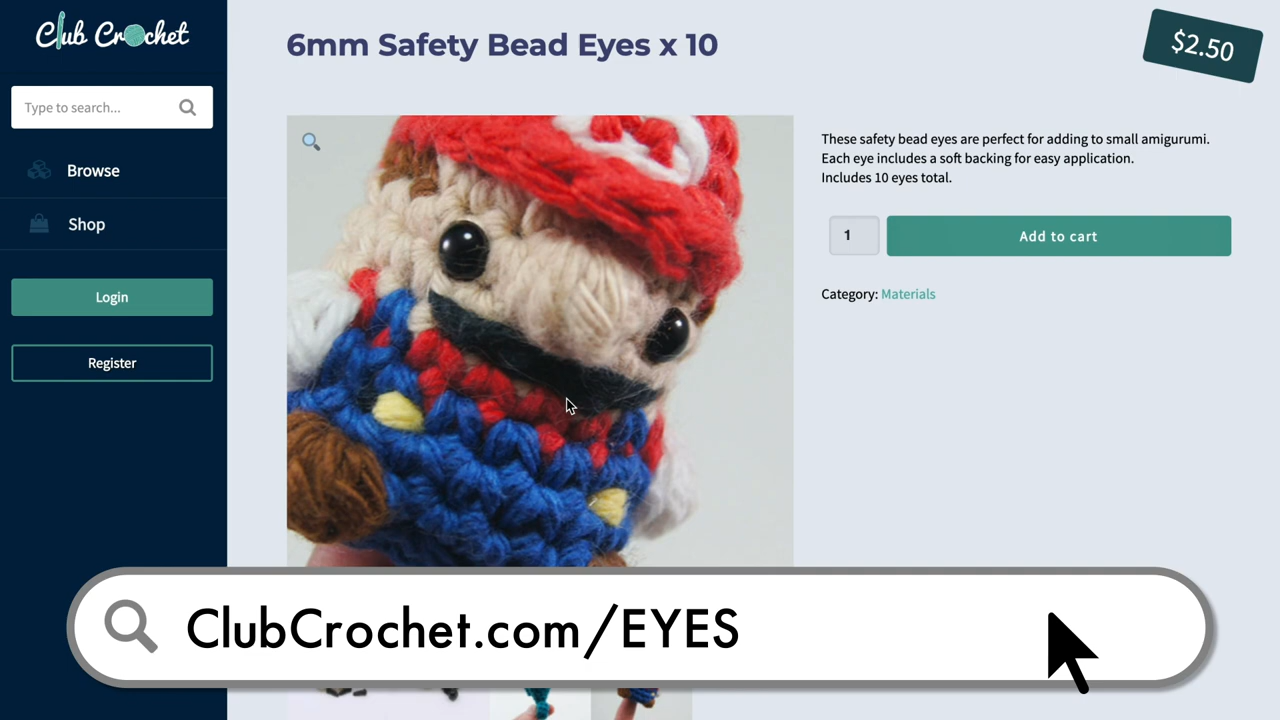 Club Crochet
6mm Safety Bead Eyes x 10
$2.50
Type to search...
Browse
Shop
Login
Register
These safety bead eyes are perfect for adding to small amigurumi.
Each eye includes a soft backing for easy application.
Includes 10 eyes total.
1
Add to cart
Category: Materials
ClubCrochet.com/EYES